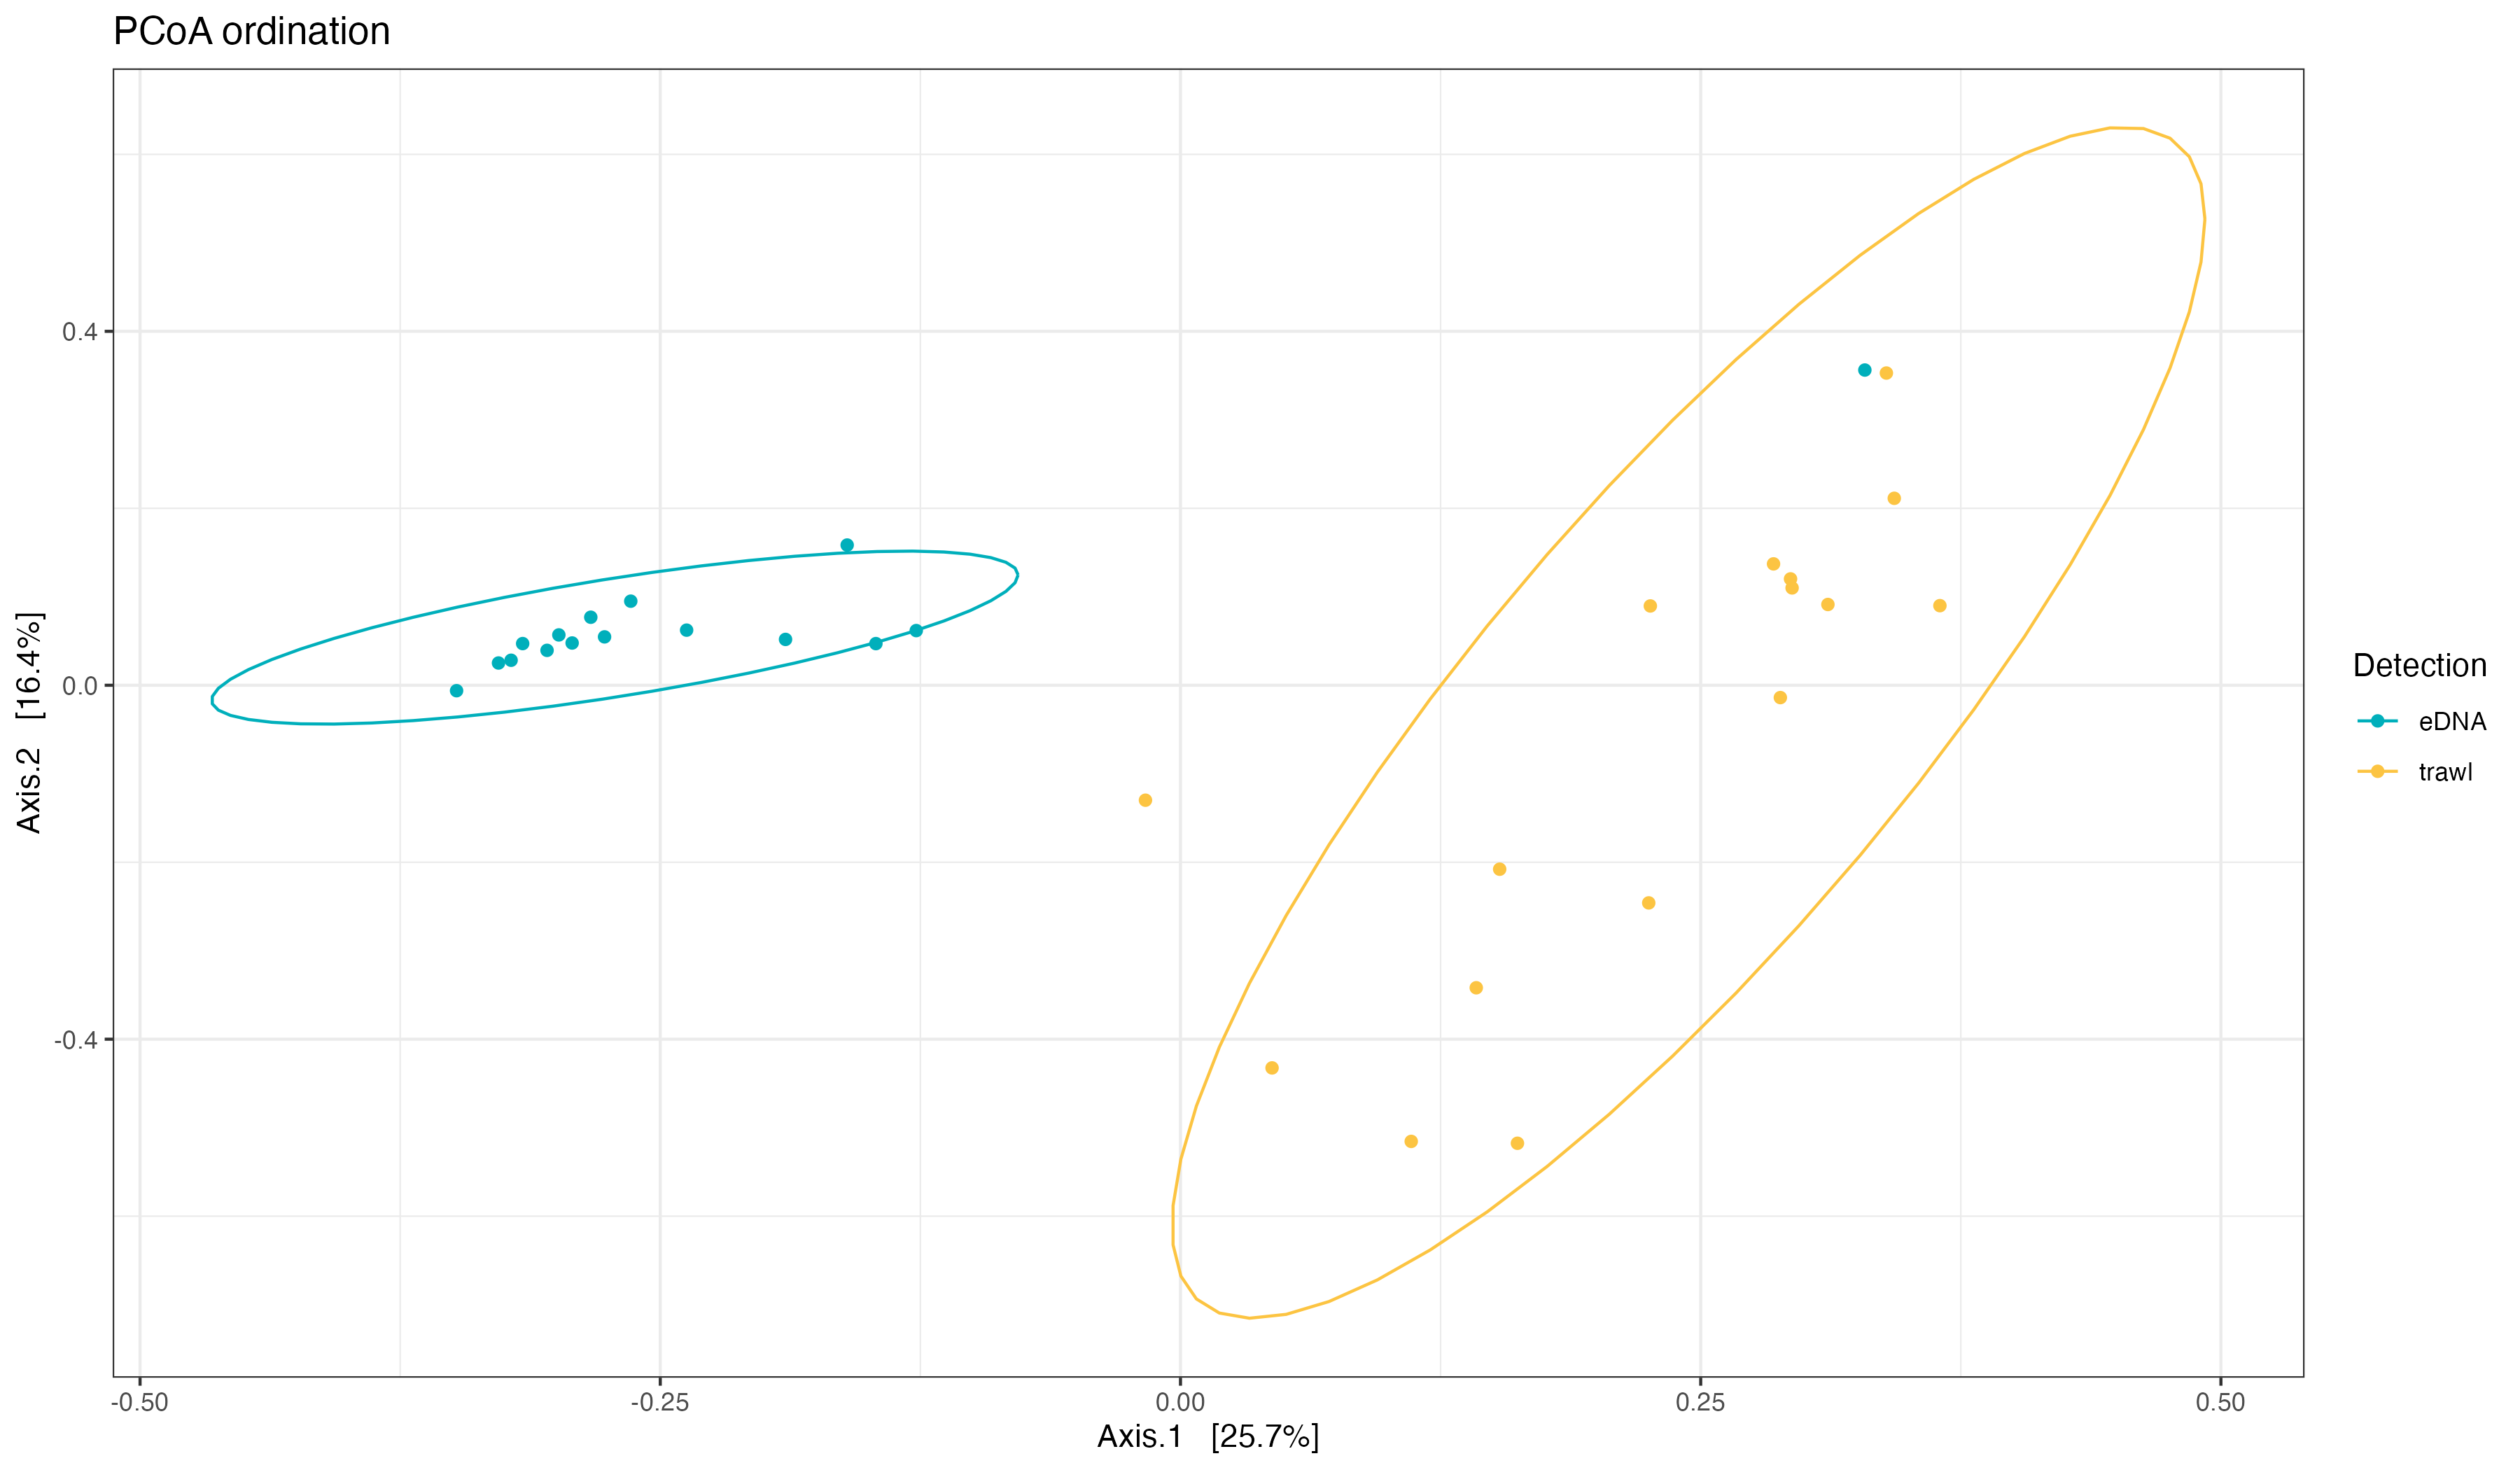 PCoA ordination
Axis.2 [16.4%]
0.4
0.0
-0.4
-0.50
-0.25
0.00
0.25
0.50
Axis.1 [25.7%]
Detection
eDNA
trawl